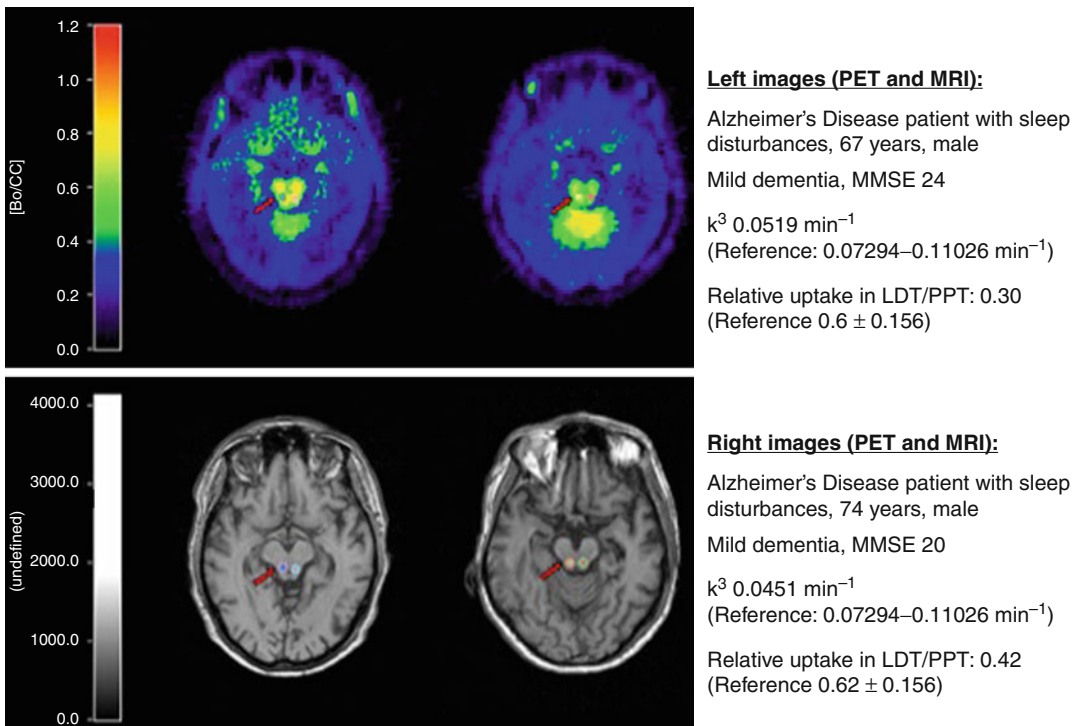 1.2
1.0
0.8
0.6
0.4
0.2
0.0
[Bo/CC]
Left images (PET and MRI):
Alzheimer’s Disease patient with sleep
disturbances, 67 years, male
Mild dementia, MMSE 24
k³ 0.0519 min⁻¹
(Reference: 0.07294–0.11026 min⁻¹)
Relative uptake in LDT/PPT: 0.30
(Reference 0.6 ± 0.156)
4000.0
3000.0
2000.0
1000.0
0.0
(undefined)
Right images (PET and MRI):
Alzheimer’s Disease patient with sleep
disturbances, 74 years, male
Mild dementia, MMSE 20
k³ 0.0451 min⁻¹
(Reference: 0.07294–0.11026 min⁻¹)
Relative uptake in LDT/PPT: 0.42
(Reference 0.62 ± 0.156)